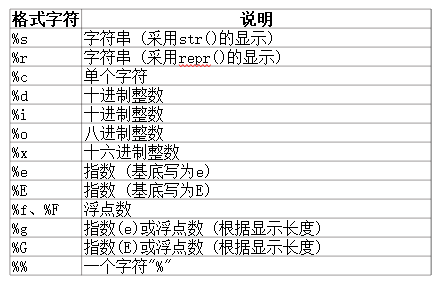 格式字符 说明
%s 字符串 (采用str()的显示)
%r 字符串 (采用repr()的显示)
%c 单个字符
%d 十进制整数
%i 十进制整数
%o 八进制整数
%x 十六进制整数
%e 指数 (基底写为e)
%E 指数 (基底写为E)
%f、%F 浮点数
%g 指数(e)或浮点数 (根据显示长度)
%G 指数(E)或浮点数 (根据显示长度)
%% 一个字符"%"